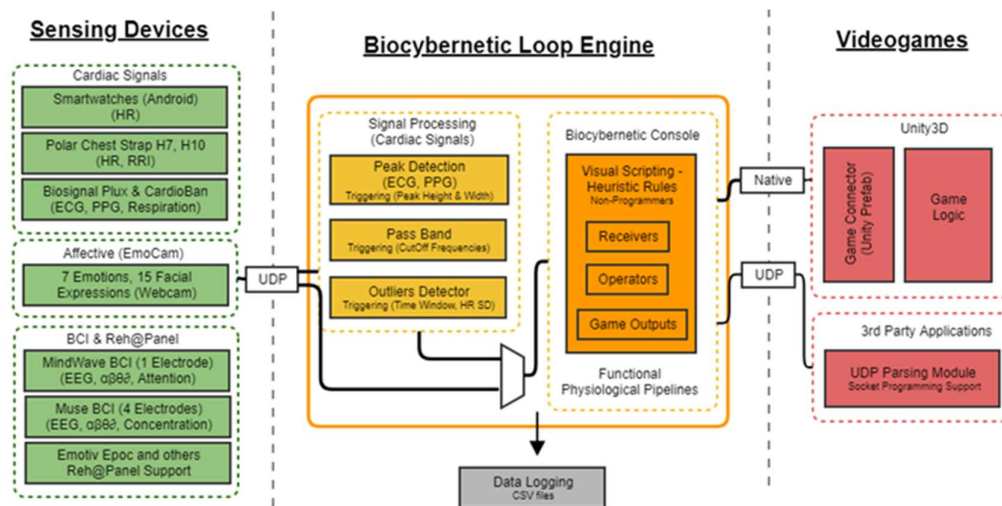 Sensing Devices
Cardiac Signals
Smartwatches (Android)
(HR)
Polar Chest Strap H7, H10
(HR, RRI)
Biosignal Plux & CardioBan
(ECG, PPG, Respiration)
Affective (EmoCam)
7 Emotions, 15 Facial
Expressions (Webcam)
BCI & Reh@Panel
MindWave BCI (1 Electrode)
(EEG, αβθ∂, Attention)
Muse BCI (4 Electrodes)
(EEG, αβθ∂, Concentration)
Emotiv Epoc and others
Reh@Panel Support
UDP
Biocybernetic Loop Engine
Signal Processing
(Cardiac Signals)
Peak Detection
(ECG, PPG)
Triggering (Peak Height & Width)
Pass Band
Triggering (CutOff Frequencies)
Outliers Detector
Triggering (Time Window, HR SD)
Biocybernetic Console
Visual Scripting -
Heuristic Rules
Non-Programmers
Receivers
Operators
Game Outputs
Functional
Physiological Pipelines
Data Logging
CSV files
Native
UDP
Videogames
Unity3D
Game Connector
(Unity Prefab)
Game
Logic
3rd Party Applications
UDP Parsing Module
Socket Programming Support